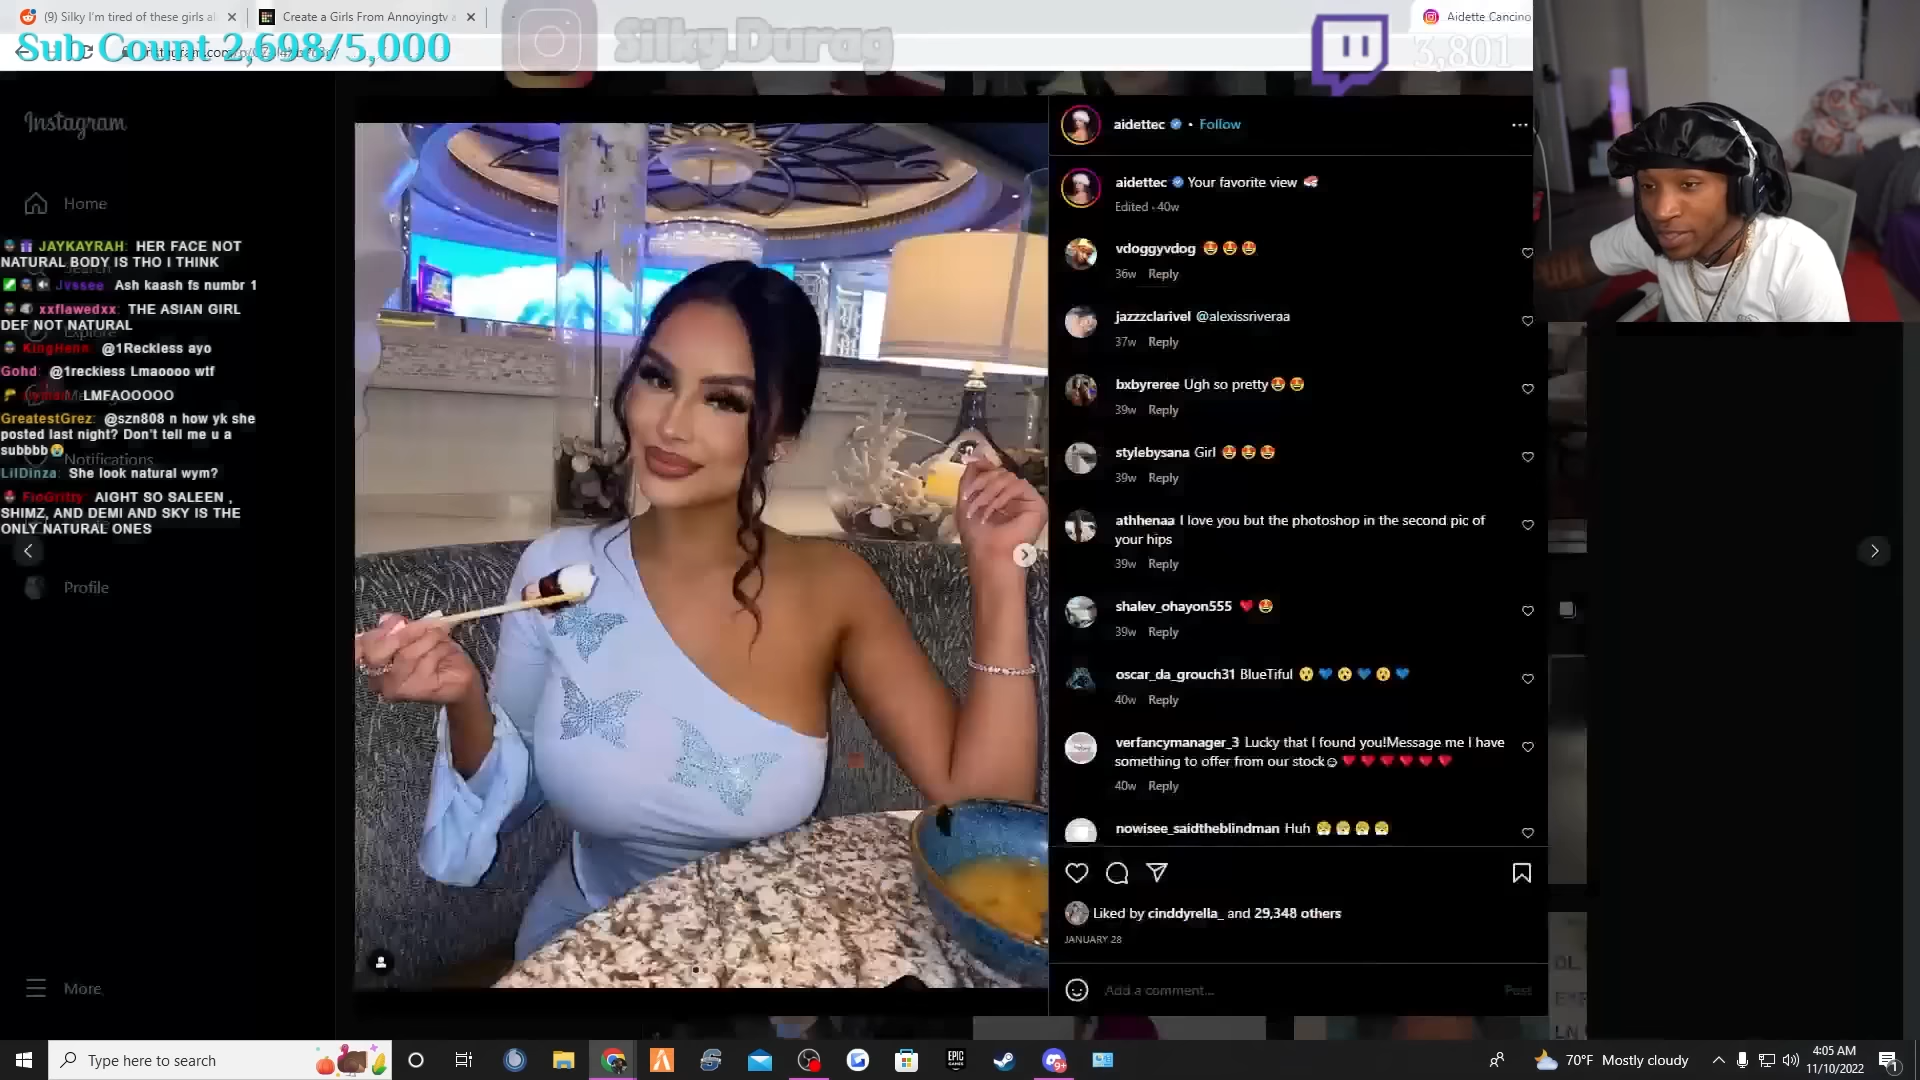 (9) Silky I'm tired of these girls al
Create a Girls From Annoyingtv
Aidette Cancino
Sub Count 2,698/5,000
Silky.Durag
3,801
Instagram
Home
JAYKAYRAH: HER FACE NOT
NATURAL BODY IS THO I THINK
Search
Jvssee Ash kaash fs numbr 1
xxflawedxx: THE ASIAN GIRL
DEF NOT NATURAL
Explore
KingHenn @1Reckless ayo
Gohd: @1reckless Lmaoooo wtf
LMFAOOOOO
GreatestGrez: @szn808 n how yk she
posted last night? Don't tell me u a
subbbb😭
Notifications
LilDinza: She look natural wym?
FioGritty: AIGHT SO SALEEN ,
SHIMZ, AND DEMI AND SKY IS THE
ONLY NATURAL ONES
Profile
More
aidettec • Follow
aidettec Your favorite view 🍣
Edited · 40w
vdoggyvdog 🤩🤩🤩
36w Reply
jazzzclarivel @alexissriveraa
37w Reply
bxbyreree Ugh so pretty🤩🤩
39w Reply
stylebysana Girl 🤩🤩🤩
39w Reply
athhenaa I love you but the photoshop in the second pic of
your hips
39w Reply
shalev_ohayon555 ❤️🤩
39w Reply
oscar_da_grouch31 BlueTiful 😮💙😮💙😮💙
40w Reply
verfancymanager_3 Lucky that I found you!Message me I have
something to offer from our stock☺❤️❤️❤️❤️❤️❤️
40w Reply
nowisee_saidtheblindman Huh
Liked by cinddyrella_ and 29,348 others
JANUARY 28
Add a comment...
Post
Type here to search
70°F Mostly cloudy
4:05 AM
11/10/2022